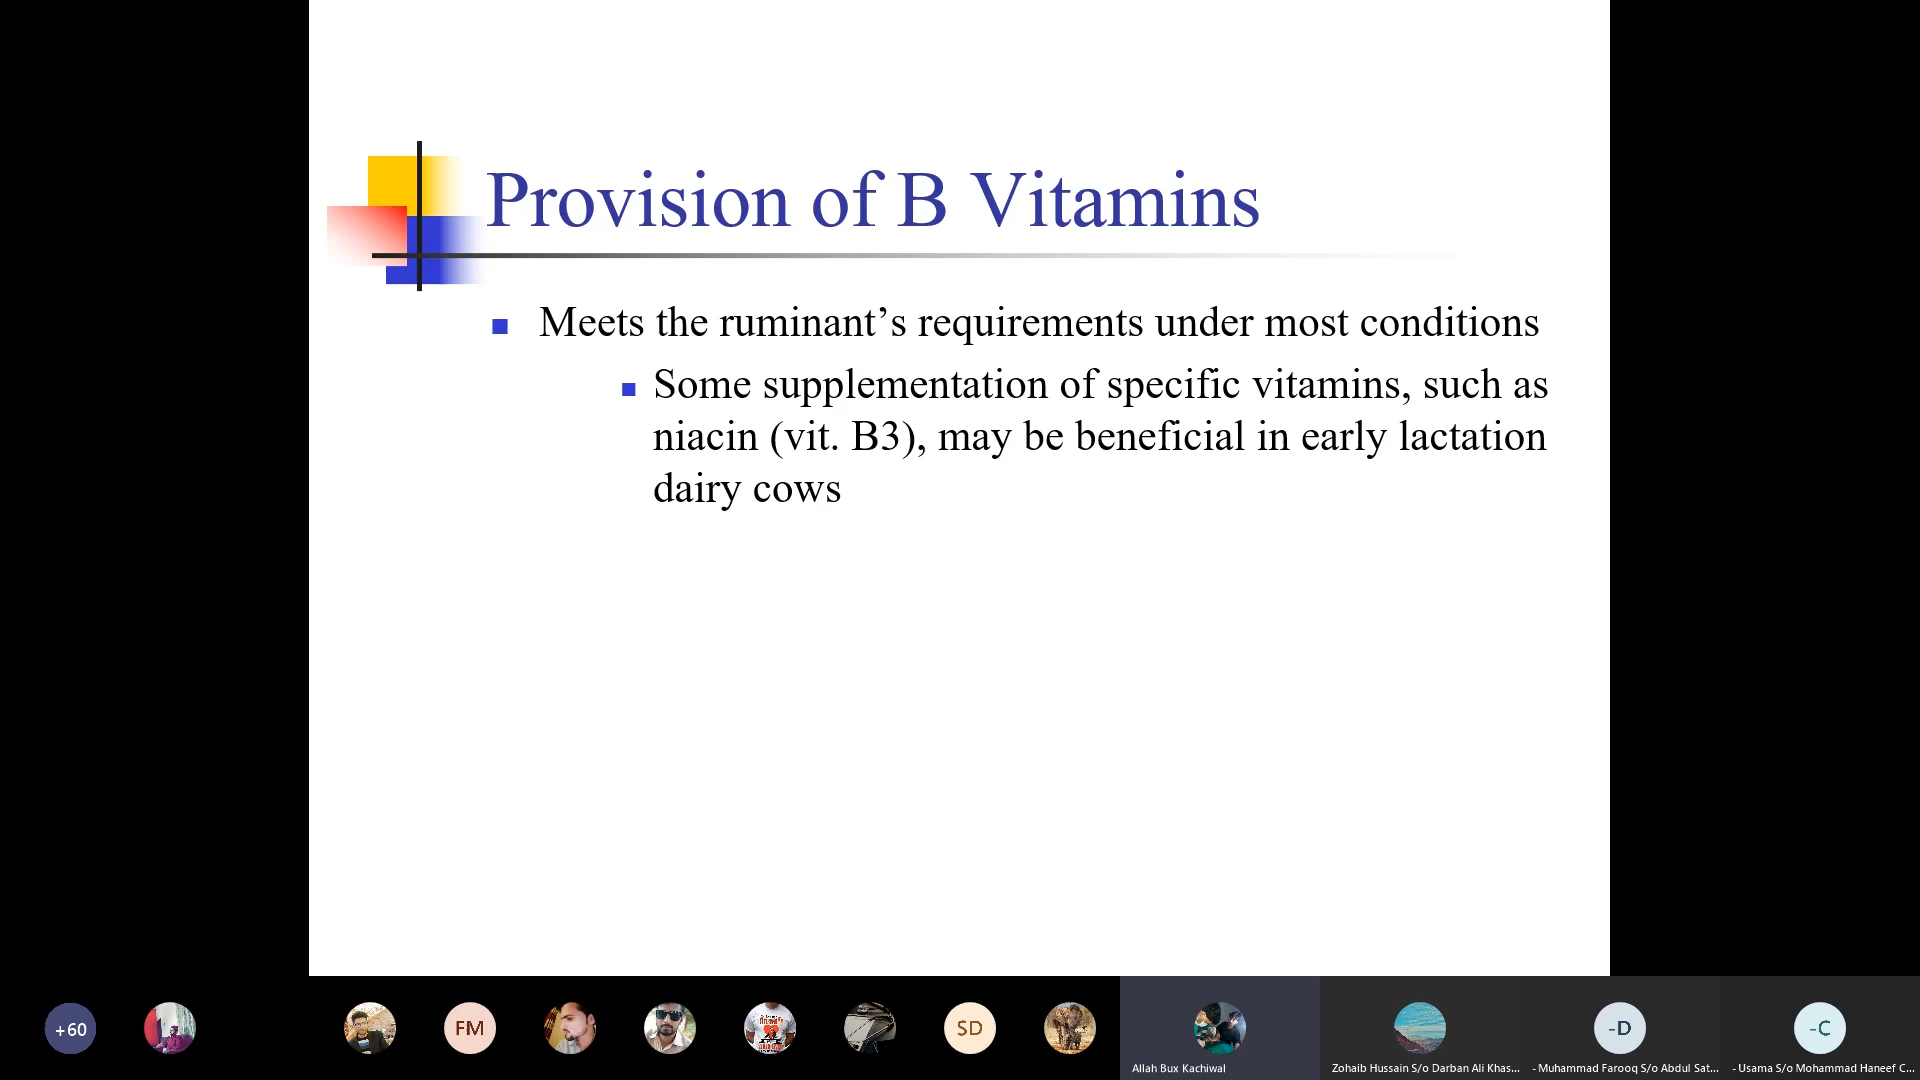 Provision of B Vitamins
Meets the ruminant’s requirements under most conditions
Some supplementation of specific vitamins, such as
niacin (vit. B3), may be beneficial in early lactation
dairy cows
+60
FM
SD
-D
-C
Allah Bux Kachiwal
Zohaib Hussain S/o Darban Ali Khas...
- Muhammad Farooq S/o Abdul Sat...
- Usama S/o Mohammad Haneef C...